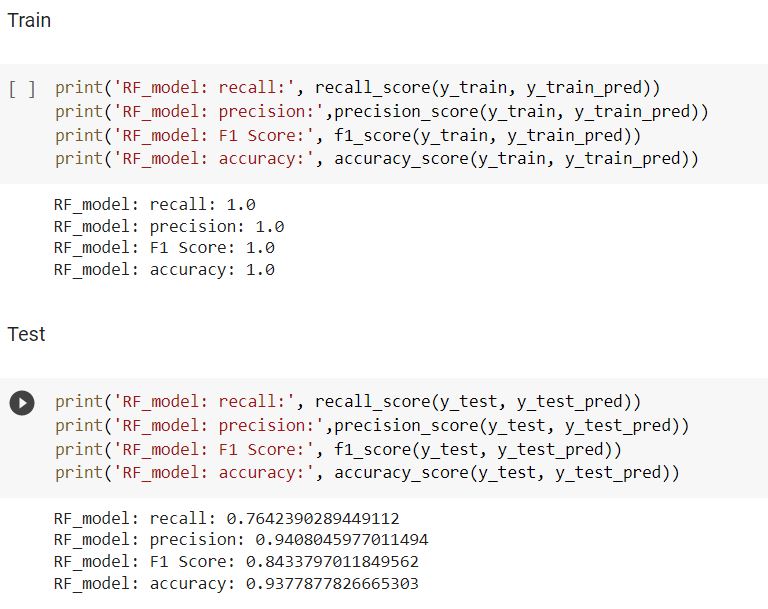 Train
[ ] print('RF_model: recall:', recall_score(y_train, y_train_pred))
print('RF_model: precision:',precision_score(y_train, y_train_pred))
print('RF_model: F1 Score:', f1_score(y_train, y_train_pred))
print('RF_model: accuracy:', accuracy_score(y_train, y_train_pred))
RF_model: recall: 1.0
RF_model: precision: 1.0
RF_model: F1 Score: 1.0
RF_model: accuracy: 1.0
Test
print('RF_model: recall:', recall_score(y_test, y_test_pred))
print('RF_model: precision:',precision_score(y_test, y_test_pred))
print('RF_model: F1 Score:', f1_score(y_test, y_test_pred))
print('RF_model: accuracy:', accuracy_score(y_test, y_test_pred))
RF_model: recall: 0.7642390289449112
RF_model: precision: 0.9408045977011494
RF_model: F1 Score: 0.8433797011849562
RF_model: accuracy: 0.9377877826665303